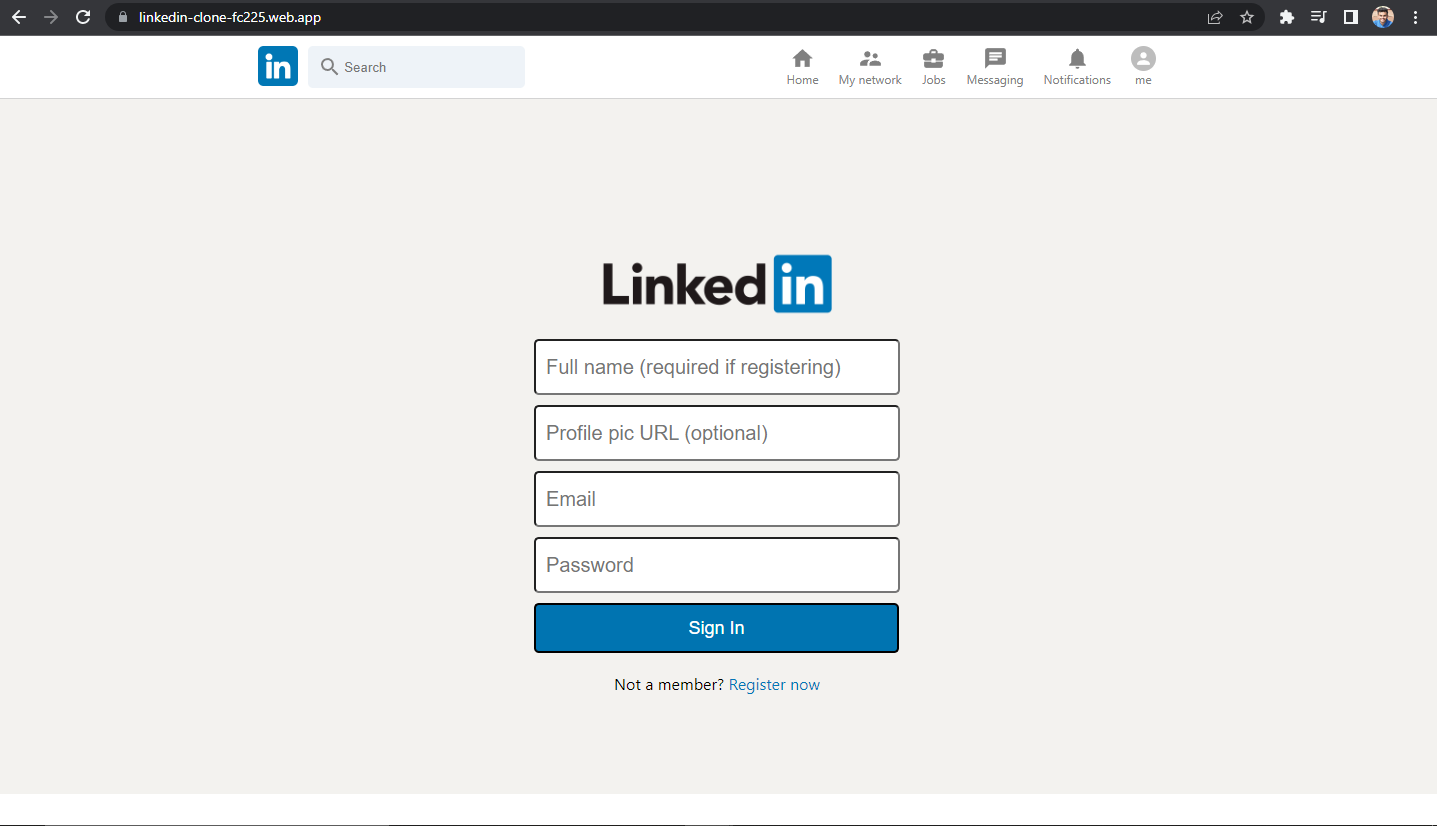 linkedin-clone-fc225.web.app
in
Search
Home
My network
Jobs
Messaging
Notifications
me
Linked in
Full name (required if registering)
Profile pic URL (optional)
Email
Password
Sign In
Not a member? Register now